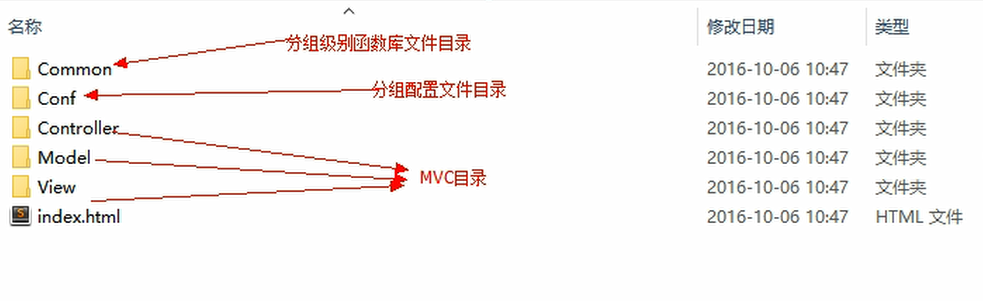 名称 修改日期 类型
分组级别函数库文件目录
Common 2016-10-06 10:47 文件夹
Conf 分组配置文件目录 2016-10-06 10:47 文件夹
Controller 2016-10-06 10:47 文件夹
Model 2016-10-06 10:47 文件夹
MVC目录
View 2016-10-06 10:47 文件夹
index.html 2016-10-06 10:47 HTML 文件